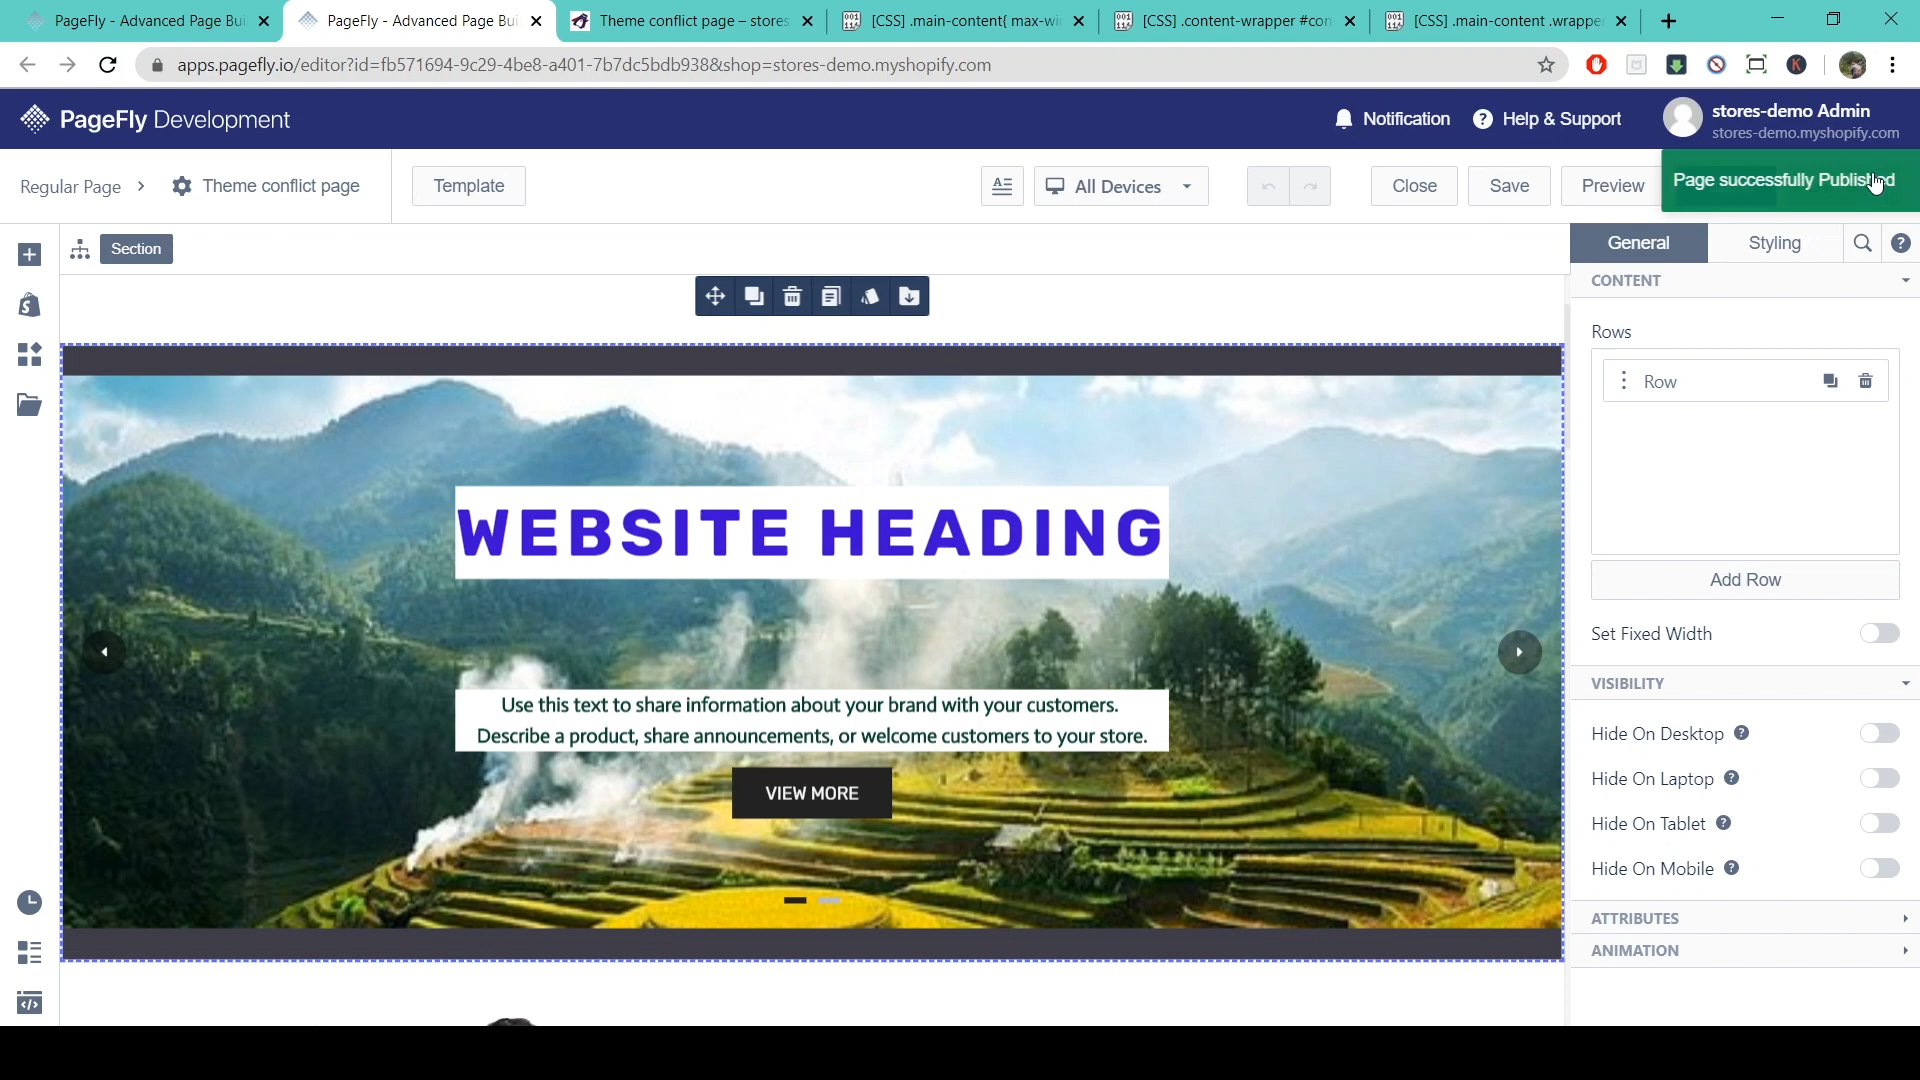 PageFly - Advanced Page Bui
PageFly - Advanced Page Bui
Theme conflict page – stores
[CSS] .main-content{ max-wi
[CSS] .content-wrapper #con
[CSS] .main-content .wrappe
apps.pagefly.io/editor?id=fb571694-9c29-4be8-a401-7b7dc5bdb938&shop=stores-demo.myshopify.com
K
PageFly Development
Notification
Help & Support
stores-demo Admin
stores-demo.myshopify.com
Regular Page
Theme conflict page
Template
All Devices
Close
Save
Preview
Page successfully Published
Section
General
Styling
CONTENT
Rows
Row
Add Row
Set Fixed Width
VISIBILITY
Hide On Desktop
Hide On Laptop
Hide On Tablet
Hide On Mobile
ATTRIBUTES
ANIMATION
WEBSITE HEADING
Use this text to share information about your brand with your customers.
Describe a product, share announcements, or welcome customers to your store.
VIEW MORE